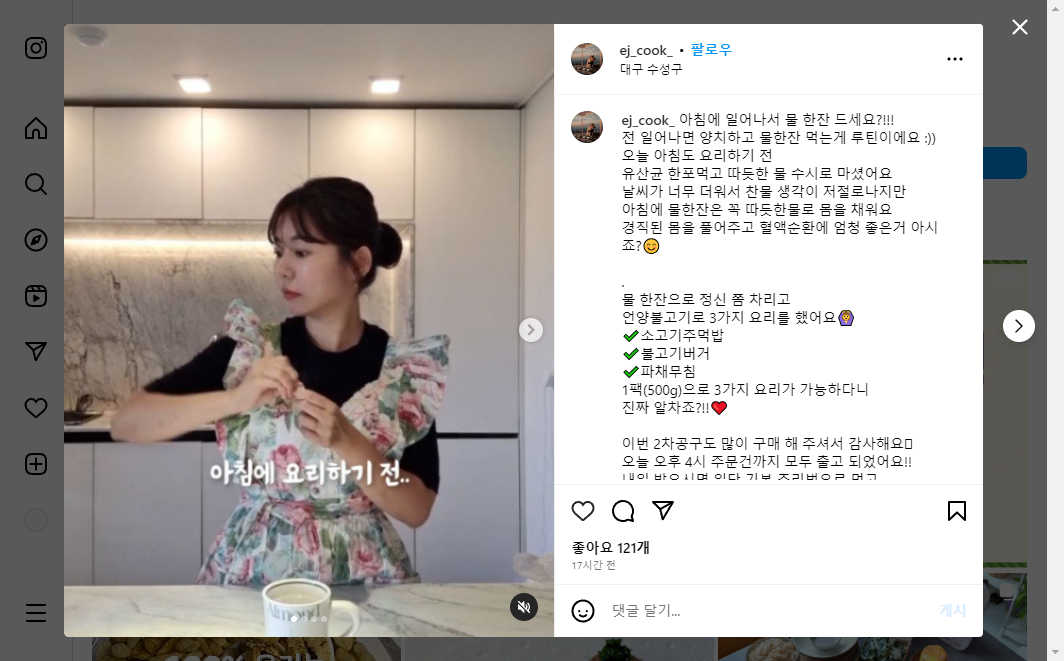 ej_cook_ • 팔로우
대구 수성구
ej_cook_ 아침에 일어나서 물 한잔 드세요?!!!
전 일어나면 양치하고 물한잔 먹는게 루틴이에요 :))
오늘 아침도 요리하기 전
유산균 한포먹고 따듯한 물 수시로 마셨어요
날씨가 너무 더워서 찬물 생각이 저절로나지만
아침에 물한잔은 꼭 따듯한물로 몸을 채워요
경직된 몸을 풀어주고 혈액순환에 엄청 좋은거 아시
죠?😊
.
물 한잔으로 정신 쫌 차리고
언양불고기로 3가지 요리를 했어요🙆
✔소고기주먹밥
✔불고기버거
✔파채무침
1팩(500g)으로 3가지 요리가 가능하다니
진짜 알차죠?!!❤
이번 2차공구도 많이 구매 해 주셔서 감사해요
오늘 오후 4시 주문건까지 모두 출고 되었어요!!
아침에 요리하기 전..
Almond
좋아요 121개
17시간 전
댓글 달기...
게시